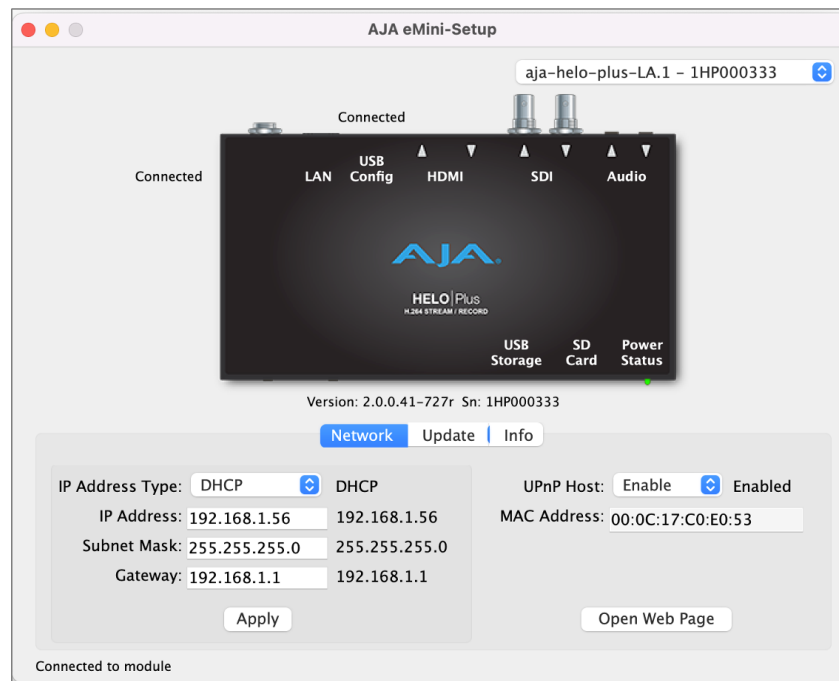 AJA eMini-Setup
aja-helo-plus-LA.1 - 1HP000333
Connected
Connected
LAN
USB
Config
HDMI
SDI
Audio
AJA
HELO Plus
H.264 STREAM / RECORD
USB
Storage
SD
Card
Power
Status
Version: 2.0.0.41-727r Sn: 1HP000333
Network Update Info
IP Address Type: DHCP DHCP
IP Address: 192.168.1.56 192.168.1.56
Subnet Mask: 255.255.255.0 255.255.255.0
Gateway: 192.168.1.1 192.168.1.1
Apply
UPnP Host: Enable Enabled
MAC Address: 00:0C:17:C0:E0:53
Open Web Page
Connected to module